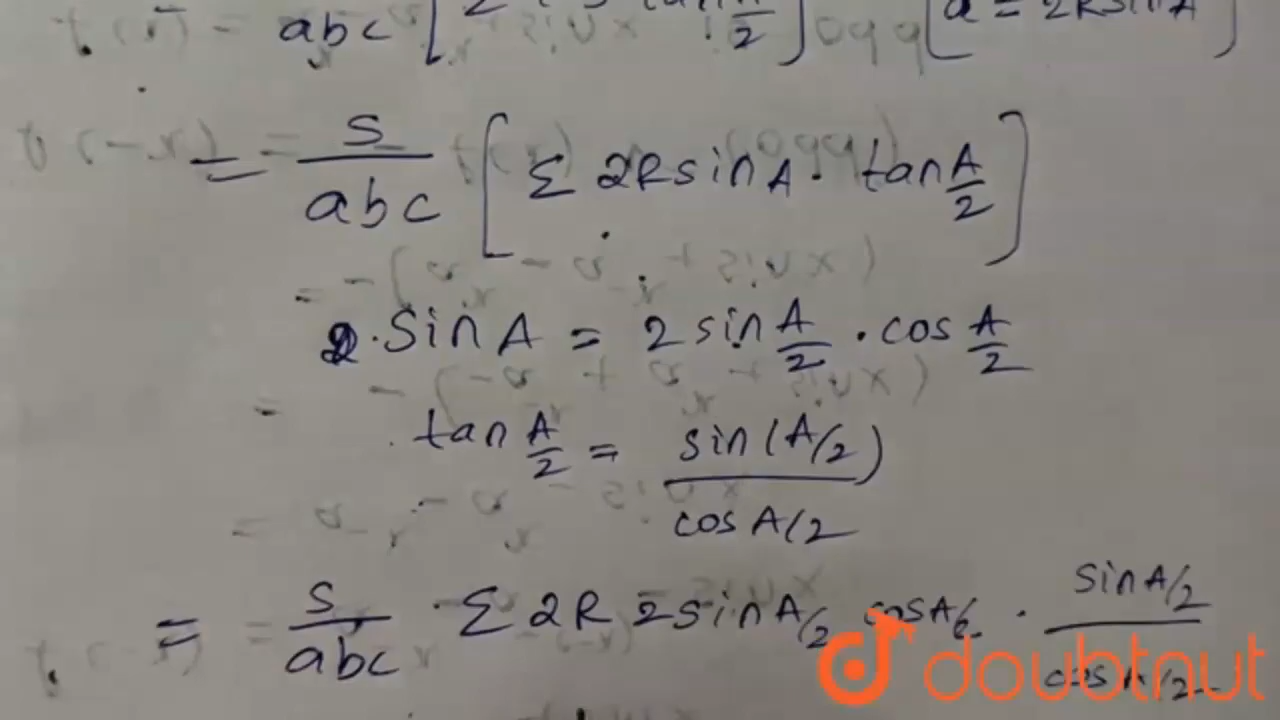 abc [ tan A/2 ] [a = 2R sin A]
= s/abc [Σ 2R sin A · tan A/2]
2 · sin A = 2 sin A/2 · cos A/2
tan A/2 = sin(A/2)/cos A/2
= s/abc · Σ 2R 2 sin A/2 cos A/2 · sin A/2 / cos A/2
doubtnut